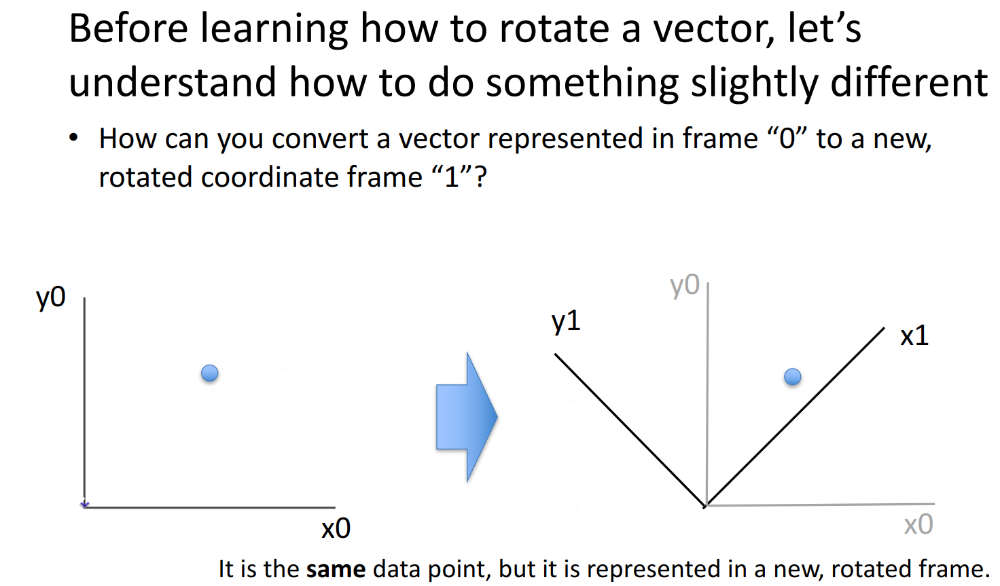 Before learning how to rotate a vector, let’s
understand how to do something slightly different
• How can you convert a vector represented in frame “0” to a new,
rotated coordinate frame “1”?
y0
x0
y0
y1
x1
x0
It is the same data point, but it is represented in a new, rotated frame.